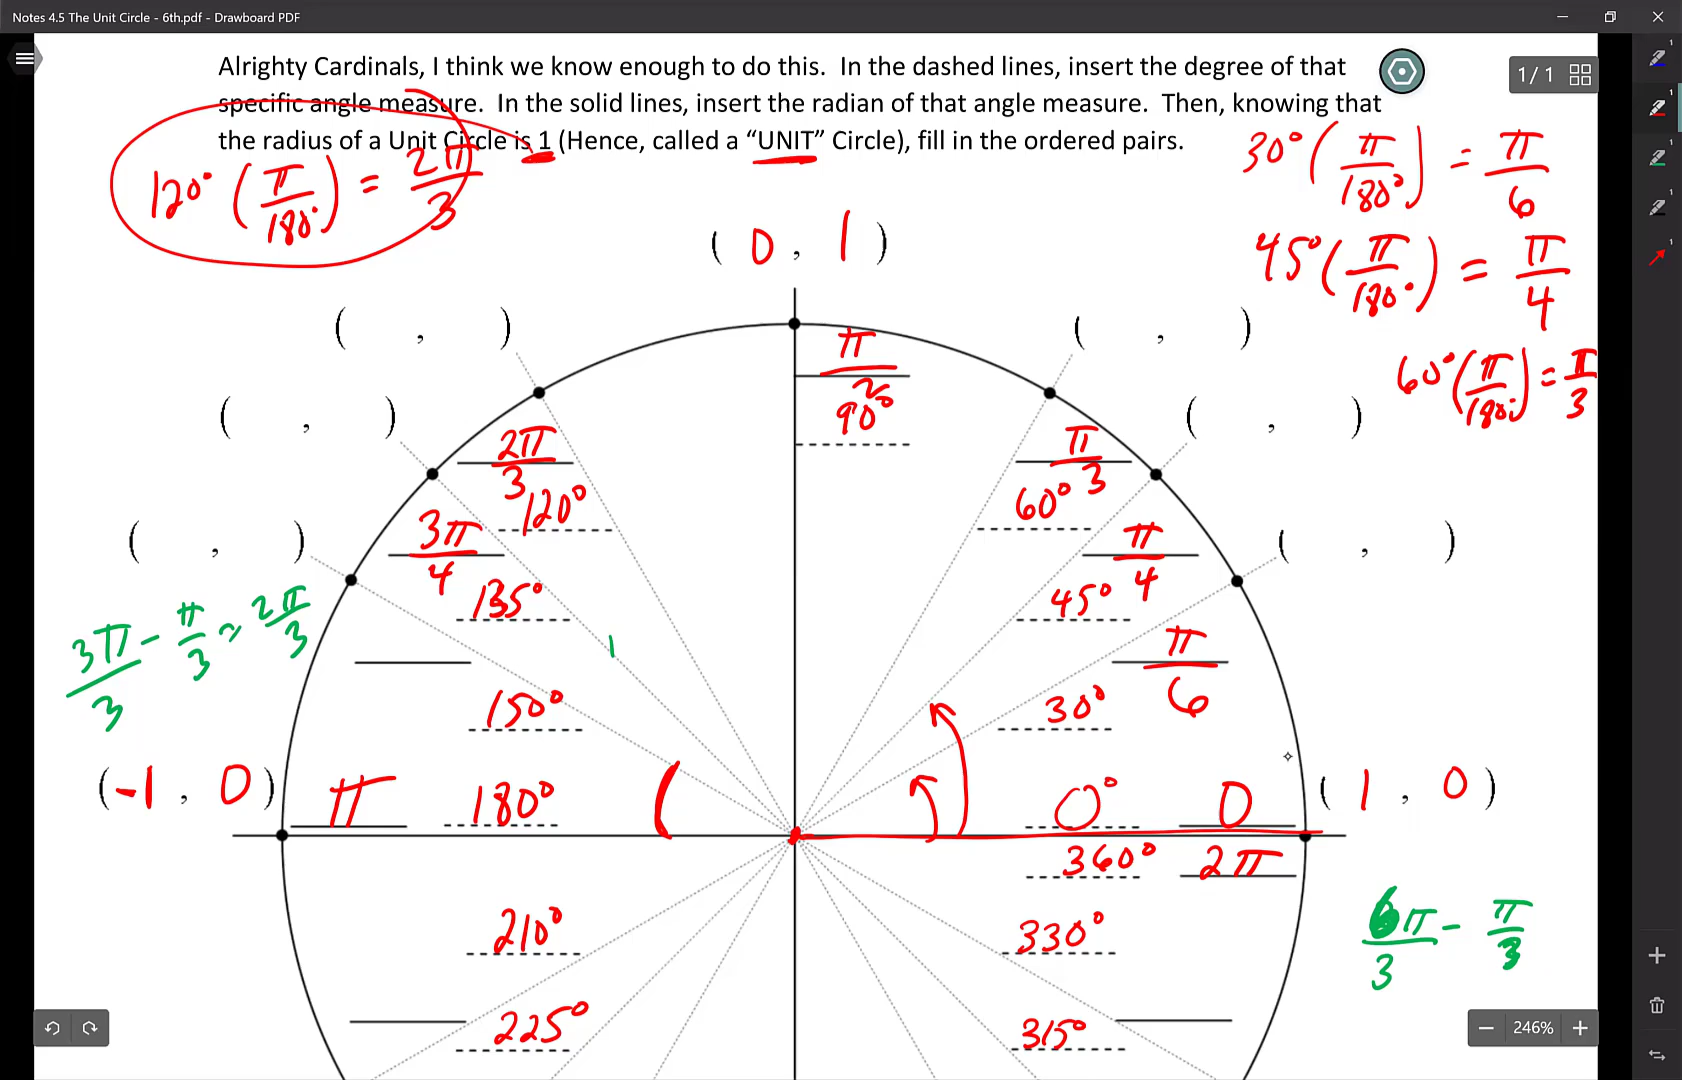 Notes 4.5 The Unit Circle - 6th.pdf - Drawboard PDF
Alrighty Cardinals, I think we know enough to do this. In the dashed lines, insert the degree of that
specific angle measure. In the solid lines, insert the radian of that angle measure. Then, knowing that
the radius of a Unit Circle is 1 (Hence, called a “UNIT” Circle), fill in the ordered pairs.
1 / 1
120° (π/180°) = 2π/3
30° (π/180°) = π/6
45° (π/180°) = π/4
60° (π/180°) = π/3
( 0 , 1 )
( , )
( , )
π/2
90°
( , )
( , )
2π/3
120°
π/3
60°
( , )
( , )
3π/4
135°
π/4
45°
3π/3 - π/3 = 2π/3
150°
π/6
30°
(-1 , 0)
π
180°
0°
0
( 1 , 0 )
360°
2π
210°
330°
6π/3 - π/3
225°
315°
246%